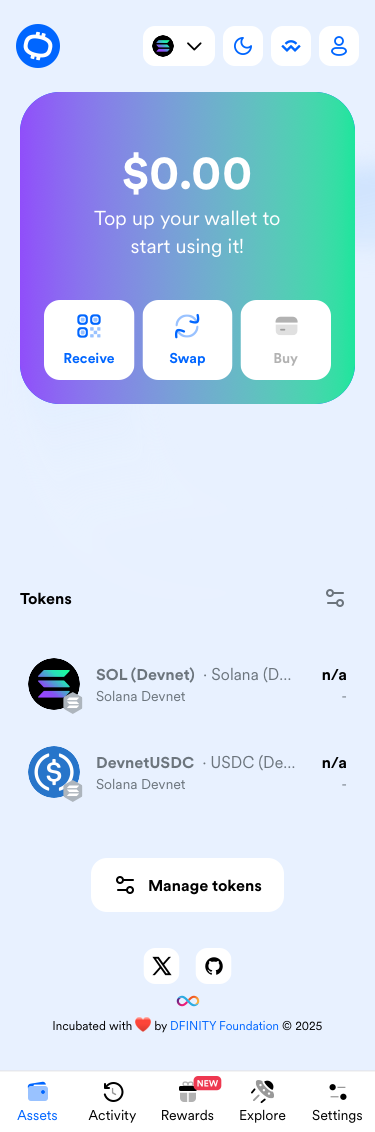 $0.00
Top up your wallet to
start using it!
Receive
Swap
Buy
Tokens
SOL (Devnet) · Solana (D... n/a
Solana Devnet -
DevnetUSDC · USDC (De... n/a
Solana Devnet -
Manage tokens
Incubated with ❤️ by DFINITY Foundation © 2025
NEW
Assets Activity Rewards Explore Settings